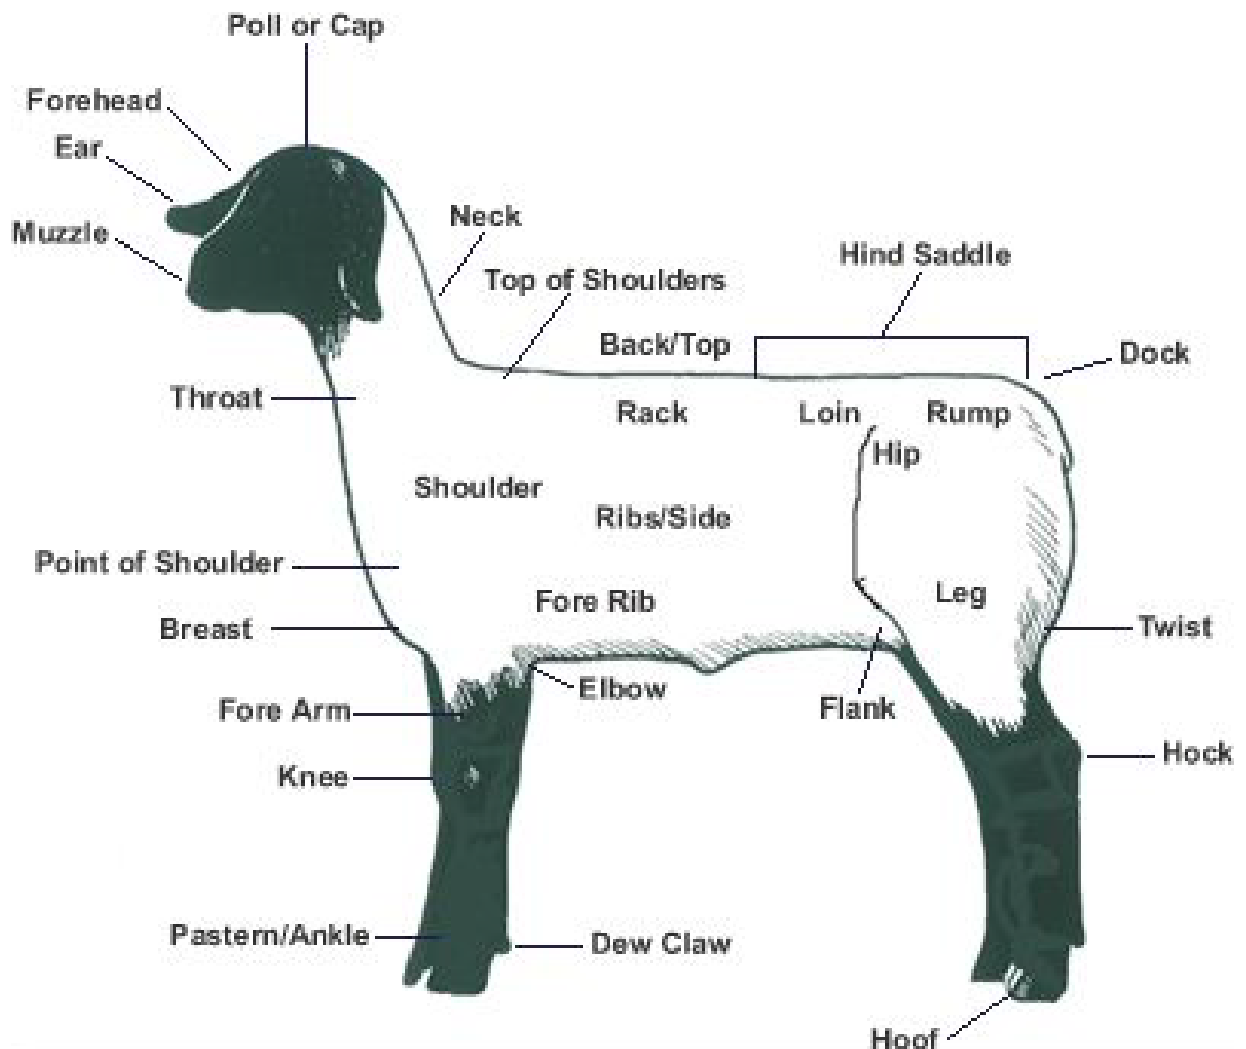 Poll or Cap
Forehead
Ear
Muzzle
Neck
Top of Shoulders
Hind Saddle
Back/Top
Dock
Throat
Rack
Loin
Rump
Hip
Shoulder
Ribs/Side
Point of Shoulder
Fore Rib
Leg
Breast
Twist
Elbow
Fore Arm
Flank
Knee
Hock
Pastern/Ankle
Dew Claw
Hoof